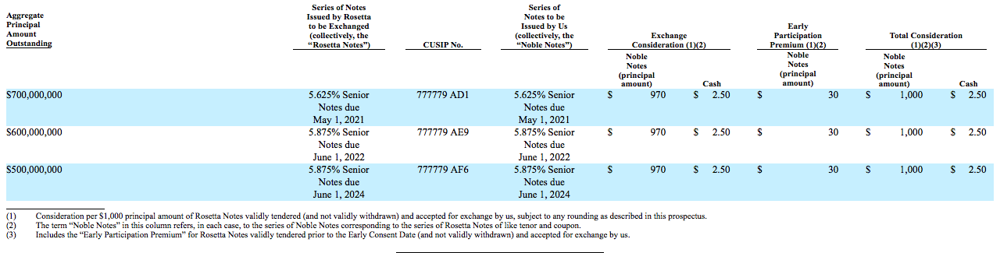 Aggregate
Principal
Amount
Outstanding
Series of Notes
Issued by Rosetta
to be Exchanged
(collectively, the
“Rosetta Notes”)
CUSIP No.
Series of
Notes to be
Issued by Us
(collectively, the
“Noble Notes”)
Exchange
Consideration (1)(2)
Early
Participation
Premium (1)(2)
Total Consideration
(1)(2)(3)
Noble
Notes
(principal
amount)
Cash
Noble
Notes
(principal
amount)
Noble
Notes
(principal
amount)
Cash
$700,000,000 5.625% Senior 777779 AD1 5.625% Senior $ 970 $ 2.50 $ 30 $ 1,000 $ 2.50
Notes due Notes due
May 1, 2021 May 1, 2021
$600,000,000 5.875% Senior 777779 AE9 5.875% Senior $ 970 $ 2.50 $ 30 $ 1,000 $ 2.50
Notes due Notes due
June 1, 2022 June 1, 2022
$500,000,000 5.875% Senior 777779 AF6 5.875% Senior $ 970 $ 2.50 $ 30 $ 1,000 $ 2.50
Notes due Notes due
June 1, 2024 June 1, 2024
(1) Consideration per $1,000 principal amount of Rosetta Notes validly tendered (and not validly withdrawn) and accepted for exchange by us, subject to any rounding as described in this prospectus.
(2) The term “Noble Notes” in this column refers, in each case, to the series of Noble Notes corresponding to the series of Rosetta Notes of like tenor and coupon.
(3) Includes the “Early Participation Premium” for Rosetta Notes validly tendered prior to the Early Consent Date (and not validly withdrawn) and accepted for exchange by us.